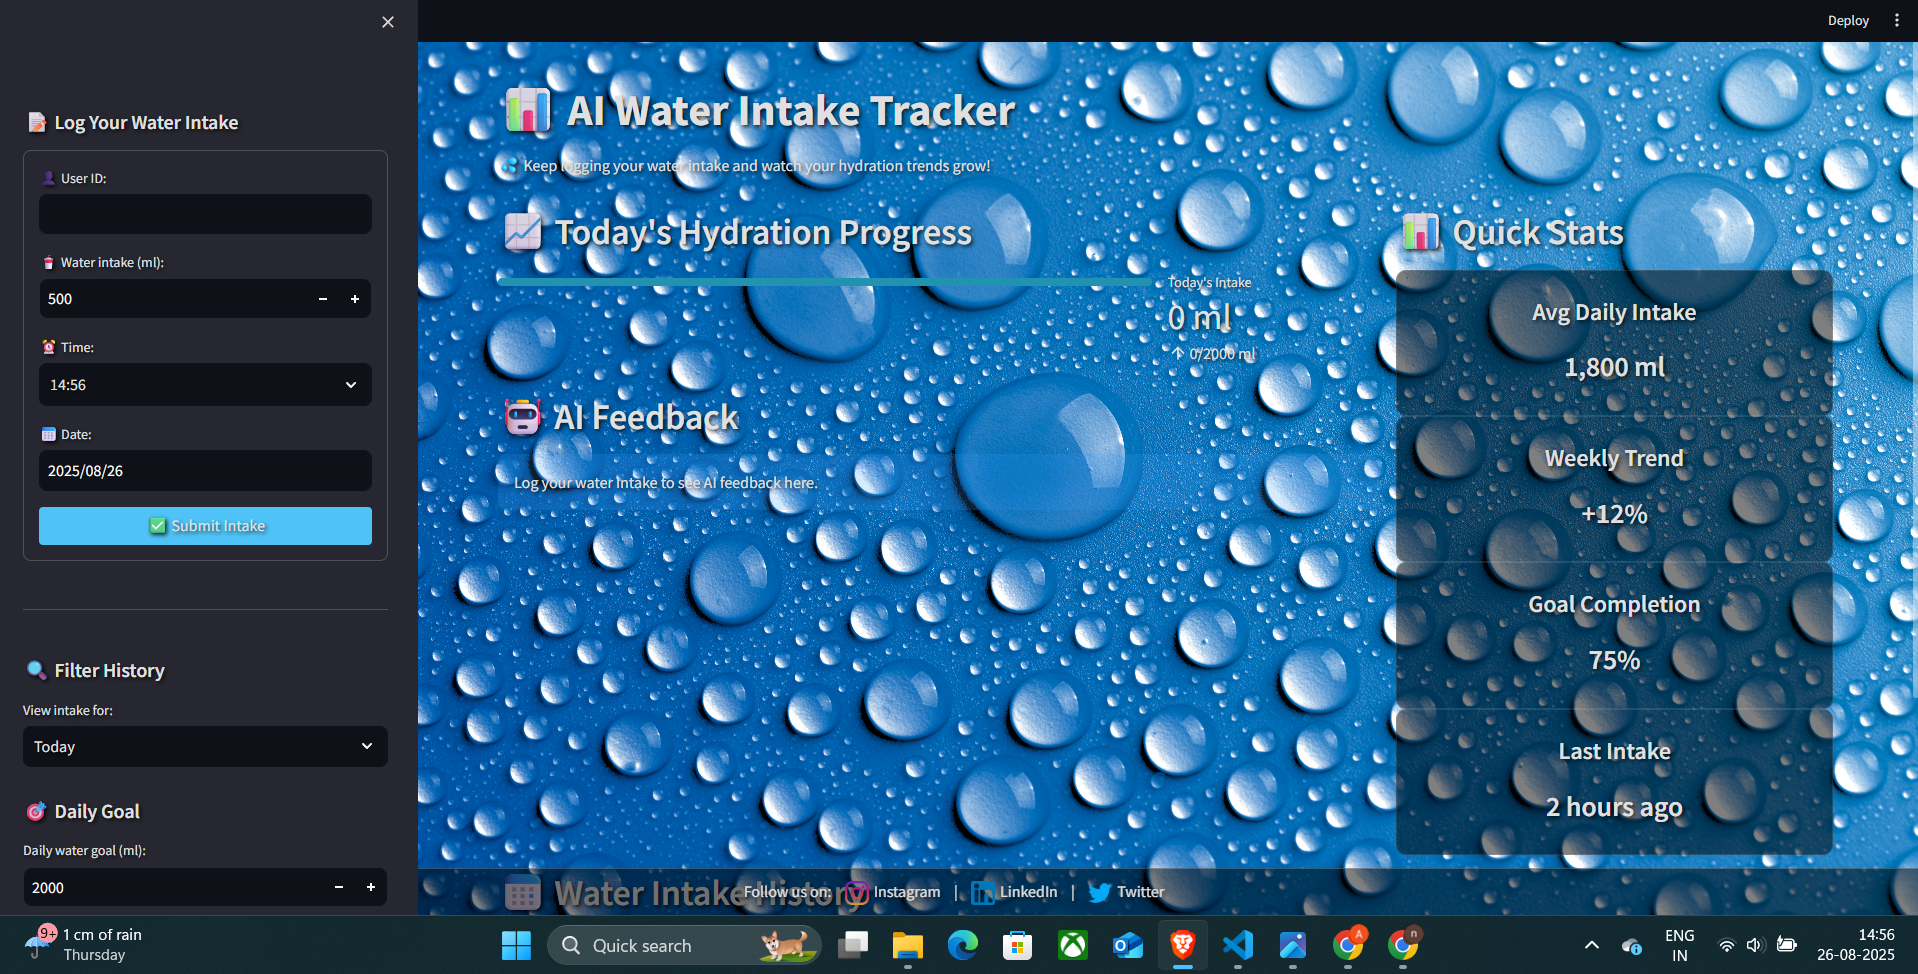 Deploy
Log Your Water Intake
User ID:
Water intake (ml):
500
Time:
14:56
Date:
2025/08/26
Submit Intake
Filter History
View intake for:
Today
Daily Goal
Daily water goal (ml):
2000
AI Water Intake Tracker
Keep logging your water intake and watch your hydration trends grow!
Today's Hydration Progress
Today's Intake
0 ml
↑ 0/2000 ml
AI Feedback
Log your water intake to see AI feedback here.
Quick Stats
Avg Daily Intake
1,800 ml
Weekly Trend
+12%
Goal Completion
75%
Last Intake
2 hours ago
Water Intake History
Follow us on: Instagram | LinkedIn | Twitter
9+
1 cm of rain
Thursday
Quick search
A
n
ENG
IN
14:56
26-08-2025